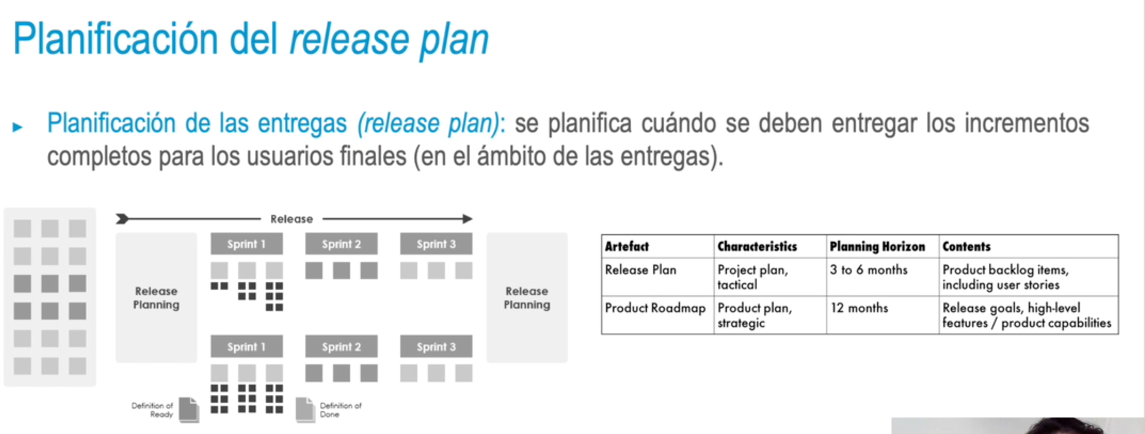 Planificación del release plan
► Planificación de las entregas (release plan): se planifica cuándo se deben entregar los incrementos
completos para los usuarios finales (en el ámbito de las entregas).
Release
Release
Planning
Sprint 1 Sprint 2 Sprint 3
Sprint 1 Sprint 2 Sprint 3
Definition of
Ready
Definition of
Done
Release
Planning
Artefact Characteristics Planning Horizon Contents
Release Plan Project plan, 3 to 6 months Product backlog items,
tactical including user stories
Product Roadmap Product plan, 12 months Release goals, high-level
strategic features / product capabilities